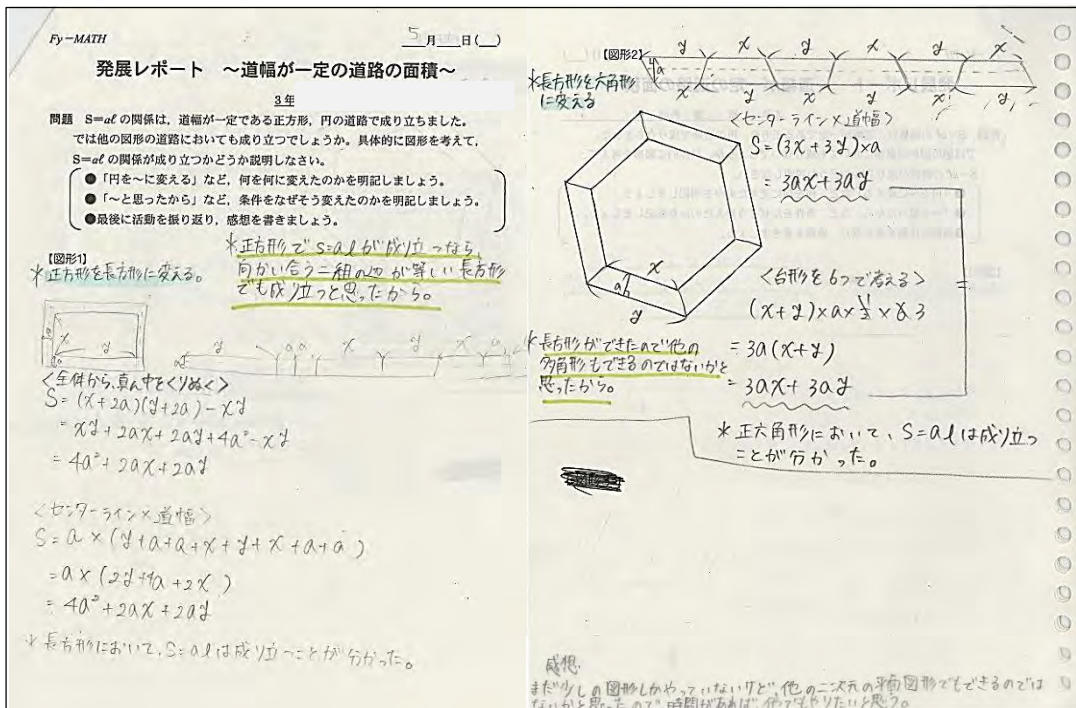 Fy-MATH
5月 日( )
発展レポート ～道幅が一定の道路の面積～
3年
問題 S=aℓの関係は，道幅が一定である正方形，円の道路で成り立ちました。
では他の図形の道路においても成り立つでしょうか。具体的に図形を考えて，
S=aℓの関係が成り立つかどうか説明しなさい。
●「円を～に変える」など，何を何に変えたのかを明記しましょう。
●「～と思ったから」など，条件をなぜそう変えたのかを明記しましょう。
●最後に活動を振り返り，感想を書きましょう。
【図形1】
*正方形を長方形に変える。
*正方形でS=aℓが成り立つなら，
向かい合う二組の辺が等しい長方形
でも成り立つと思ったから。
x
y
a
y a a x y x a
<全体から，真ん中をくりぬく>
S=(x+2a)(y+2a)-xy
=xy+2ax+2ay+4a²-xy
=4a²+2ax+2ay
<センターライン×道幅>
S=a×(y+a+a+x+y+x+a+a)
=a×(2y+4a+2x)
=4a²+2ax+2ay
*長方形において，S=aℓは成り立つことが分かった。
【図形2】
y x y x y x
a
x y x y x y
*長方形を六角形
に変える
<センターライン×道幅>
S=(3x+3y)×a
=3ax+3ay
x
a
y
<台形を6つで考える>
(x+y)×a×1/2×6 3
=3a(x+y)
=3ax+3ay
=
*長方形ができたので他の
多角形もできるのではないかと
思ったから。
*正六角形において，S=aℓは成り立つ
ことが分かった。
感想
まだ少しの図形しかやっていないけど，他の二次元の平面図形でもできるのでは
ないかと思ったので，時間があれば，他でもやりたいと思う。